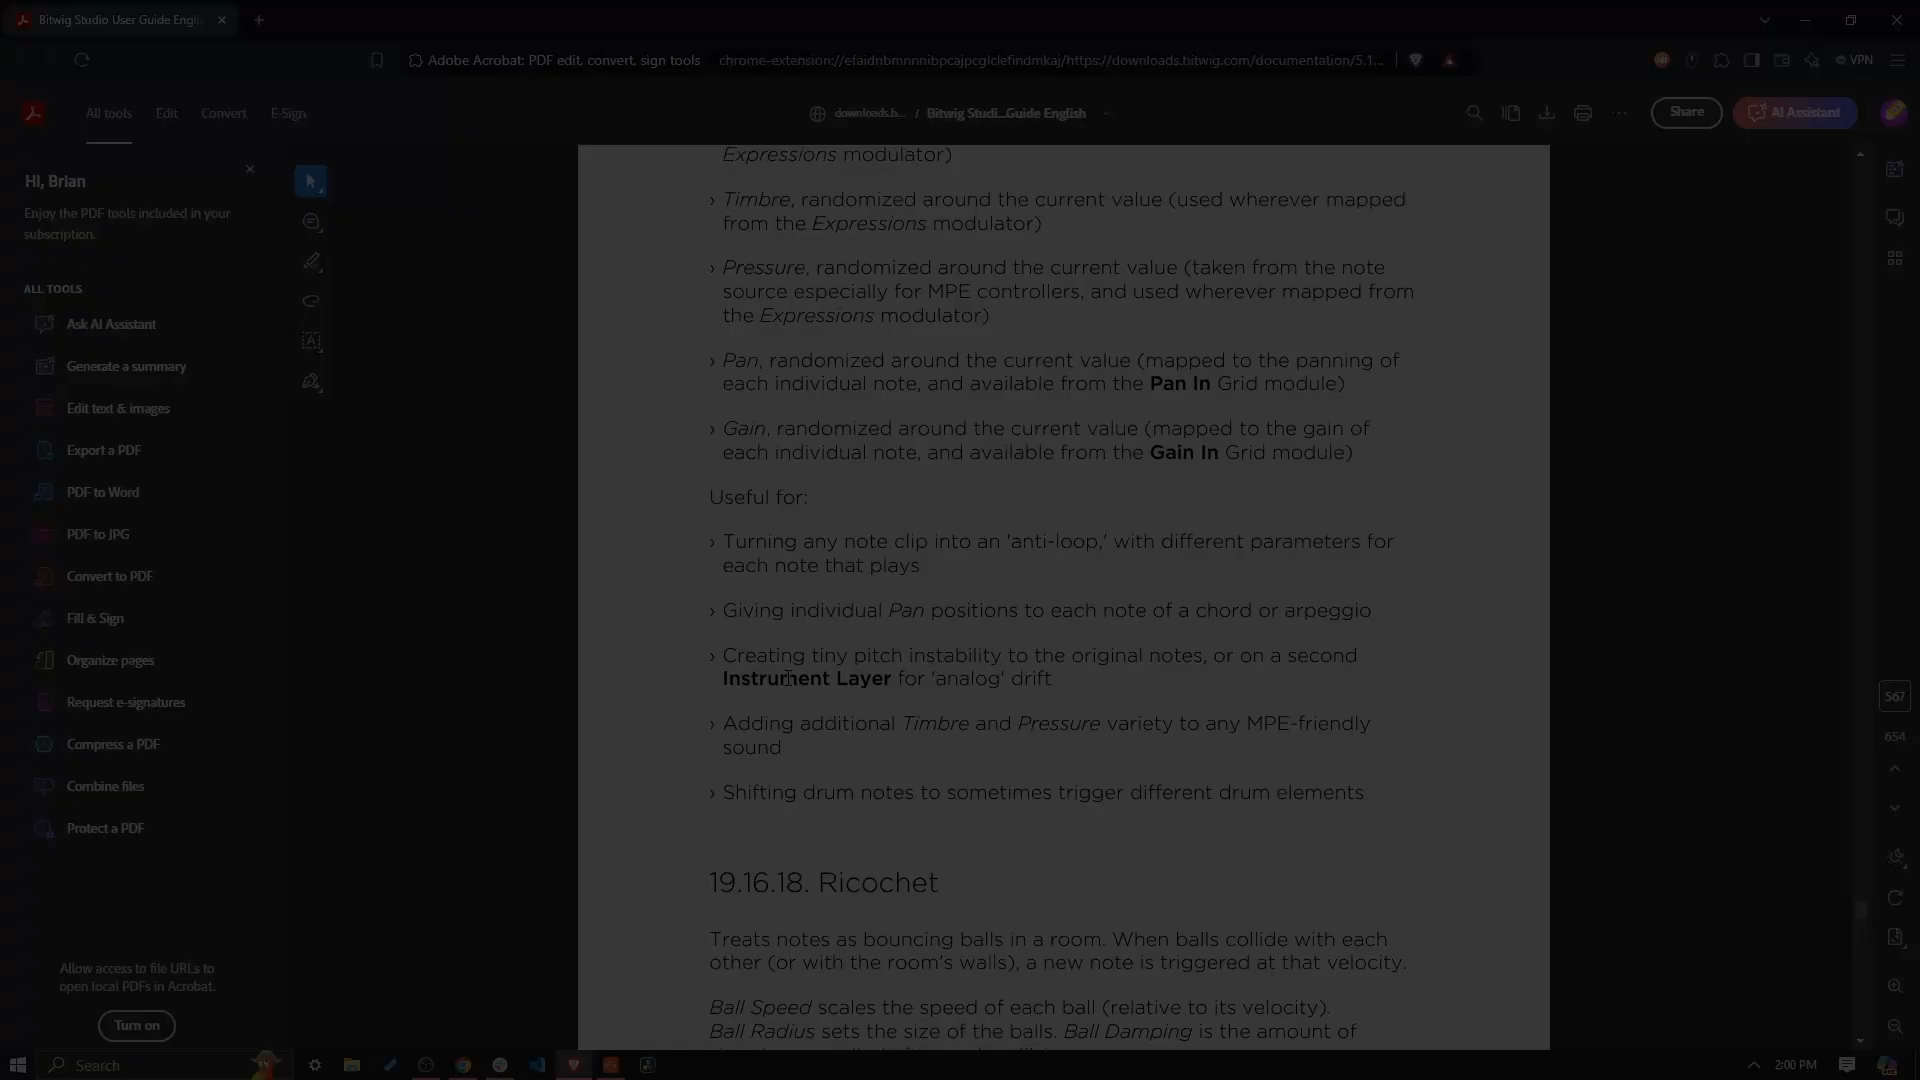 Bitwig Studio User Guide Engli
Adobe Acrobat: PDF edit, convert, sign tools
chrome-extension://efaidnbmnnnibpcajpcglclefindmkaj/https://downloads.bitwig.com/documentation/5.1...
VPN
All tools
Edit
Convert
E-Sign
downloads.b... / Bitwig Studi...Guide English
Share
AI Assistant
Hi, Brian
Enjoy the PDF tools included in your
subscription.
ALL TOOLS
Ask AI Assistant
Generate a summary
Edit text & images
Export a PDF
PDF to Word
PDF to JPG
Convert to PDF
Fill & Sign
Organize pages
Request e-signatures
Compress a PDF
Combine files
Protect a PDF
Allow access to file URLs to
open local PDFs in Acrobat.
Turn on
Expressions modulator)
› Timbre, randomized around the current value (used wherever mapped
from the Expressions modulator)
› Pressure, randomized around the current value (taken from the note
source especially for MPE controllers, and used wherever mapped from
the Expressions modulator)
› Pan, randomized around the current value (mapped to the panning of
each individual note, and available from the Pan In Grid module)
› Gain, randomized around the current value (mapped to the gain of
each individual note, and available from the Gain In Grid module)
Useful for:
› Turning any note clip into an 'anti-loop,' with different parameters for
each note that plays
› Giving individual Pan positions to each note of a chord or arpeggio
› Creating tiny pitch instability to the original notes, or on a second
Instrument Layer for 'analog' drift
› Adding additional Timbre and Pressure variety to any MPE-friendly
sound
› Shifting drum notes to sometimes trigger different drum elements
19.16.18. Ricochet
Treats notes as bouncing balls in a room. When balls collide with each
other (or with the room's walls), a new note is triggered at that velocity.
Ball Speed scales the speed of each ball (relative to its velocity).
Ball Radius sets the size of the balls. Ball Damping is the amount of
567
654
Search
2:00 PM